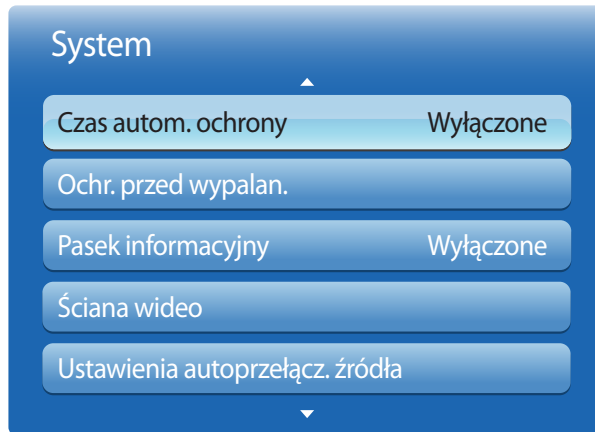 System
Czas autom. ochrony Wyłączone
Ochr. przed wypalan.
Pasek informacyjny Wyłączone
Ściana wideo
Ustawienia autoprzełącz. źródła